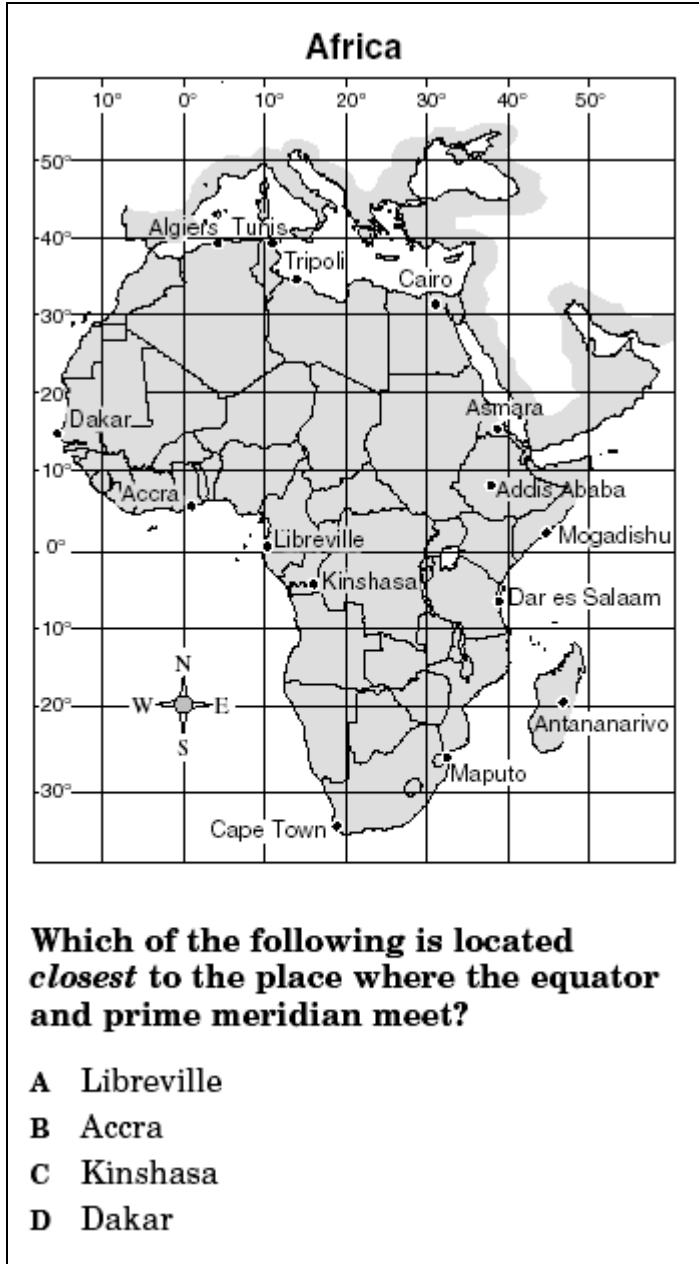 Africa
10° 0° 10° 20° 30° 40° 50°
50°
Algiers Tunis
40°
Tripoli
Cairo
30°
20°
Asmara
Dakar
10°
Accra
Addis Ababa
0°
Libreville
Mogadishu
Kinshasa
Dar es Salaam
10°
N
W E
20°
S
Antananarivo
Maputo
30°
Cape Town
Which of the following is located
closest to the place where the equator
and prime meridian meet?
A Libreville
B Accra
C Kinshasa
D Dakar